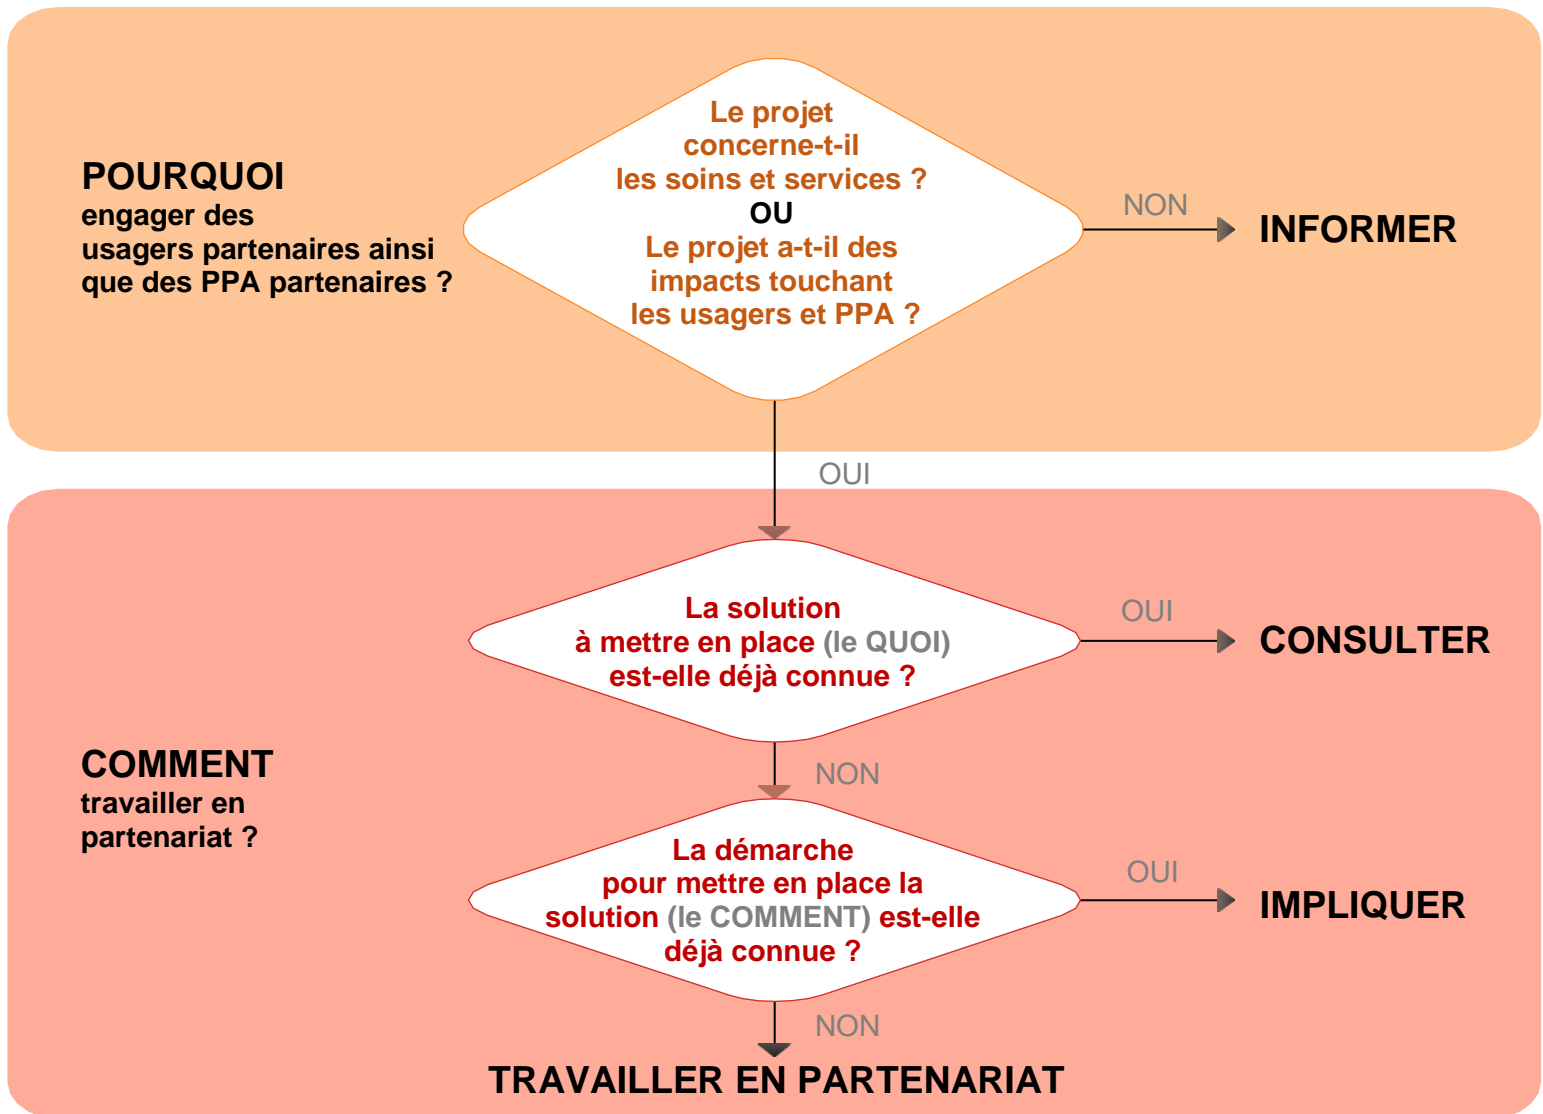 POURQUOI
engager des
usagers partenaires ainsi
que des PPA partenaires ?
Le projet
concerne-t-il
les soins et services ?
OU
Le projet a-t-il des
impacts touchant
les usagers et PPA ?
NON
INFORMER
OUI
La solution
à mettre en place (le QUOI)
est-elle déjà connue ?
OUI
CONSULTER
NON
COMMENT
travailler en
partenariat ?
La démarche
pour mettre en place la
solution (le COMMENT) est-elle
déjà connue ?
OUI
IMPLIQUER
NON
TRAVAILLER EN PARTENARIAT